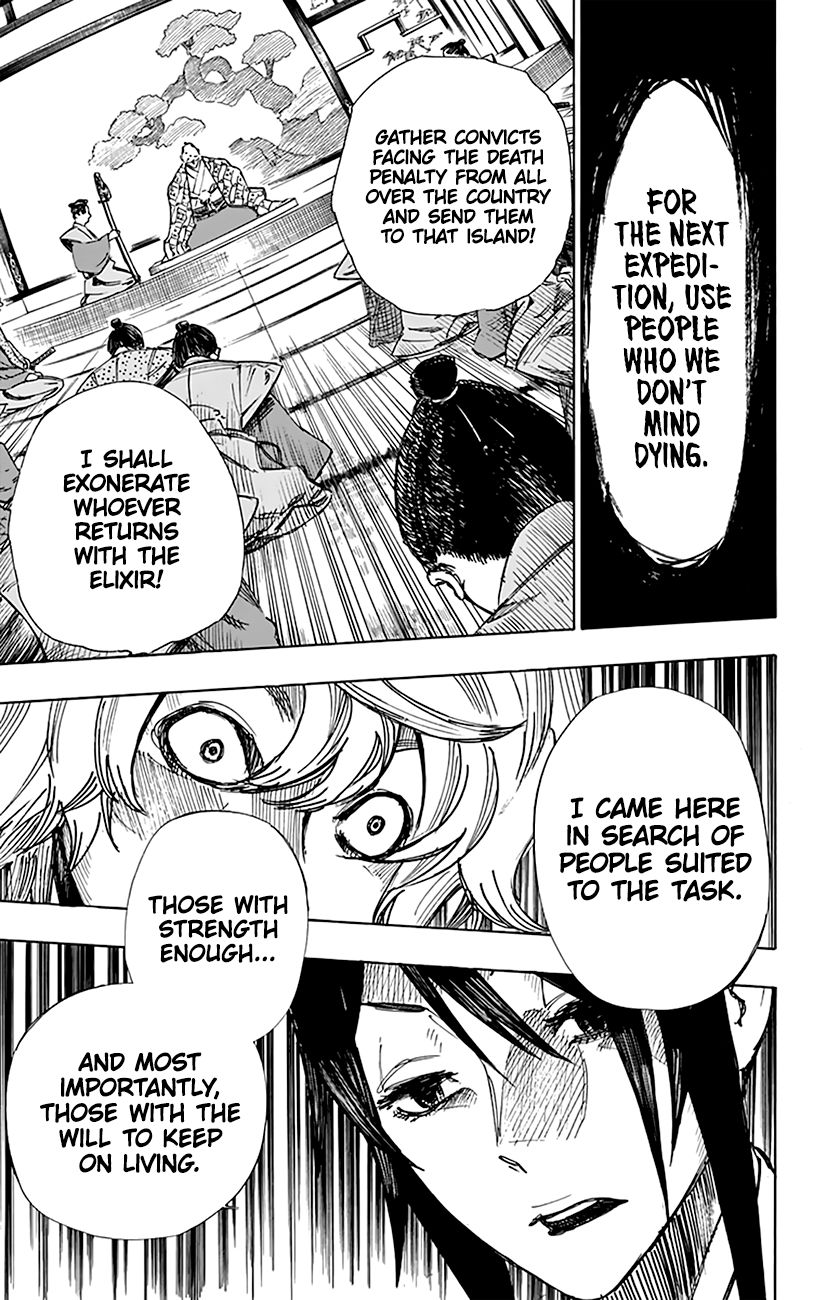 FOR
THE NEXT
EXPEDI-
TION, USE
PEOPLE
WHO WE
DON'T
MIND
DYING.
GATHER CONVICTS
FACING THE DEATH
PENALTY FROM ALL
OVER THE COUNTRY
AND SEND THEM
TO THAT ISLAND!
I SHALL
EXONERATE
WHOEVER
RETURNS
WITH THE
ELIXIR!
I CAME HERE
IN SEARCH OF
PEOPLE SUITED
TO THE TASK.
THOSE WITH
STRENGTH
ENOUGH...
AND MOST
IMPORTANTLY,
THOSE WITH THE
WILL TO KEEP
ON LIVING.